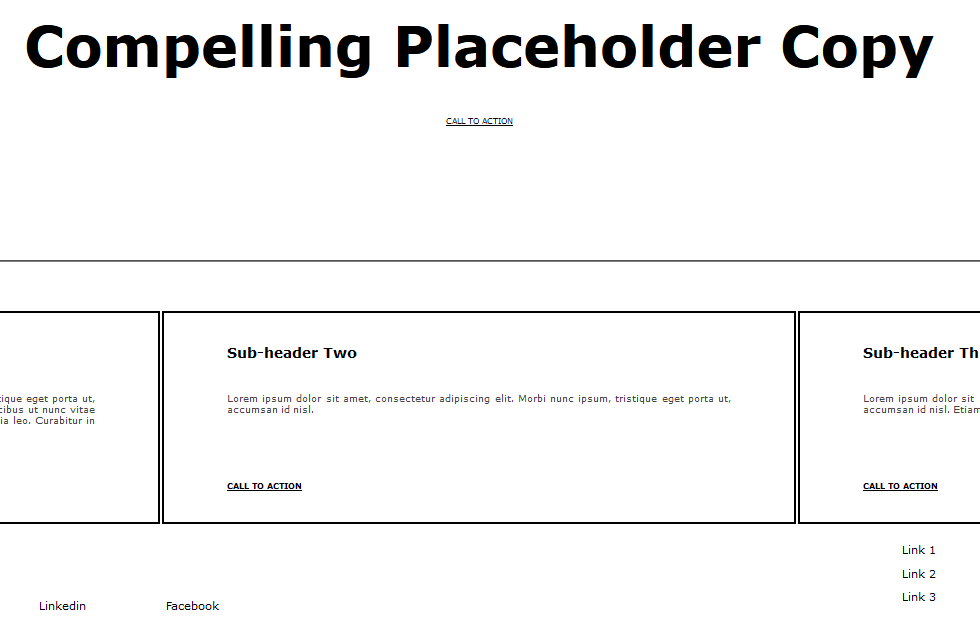 Compelling Placeholder Copy
CALL TO ACTION
eget porta ut,
ut nunc vitae
leo. Curabitur in
Sub-header Two
Lorem ipsum dolor sit amet, consectetur adipiscing elit. Morbi nunc ipsum, tristique eget porta ut,
accumsan id nisl.
CALL TO ACTION
Sub-header Th
Lorem ipsum dolor sit
accumsan id nisl. Etiam
CALL TO ACTION
Link 1
Link 2
Link 3
Linkedin
Facebook